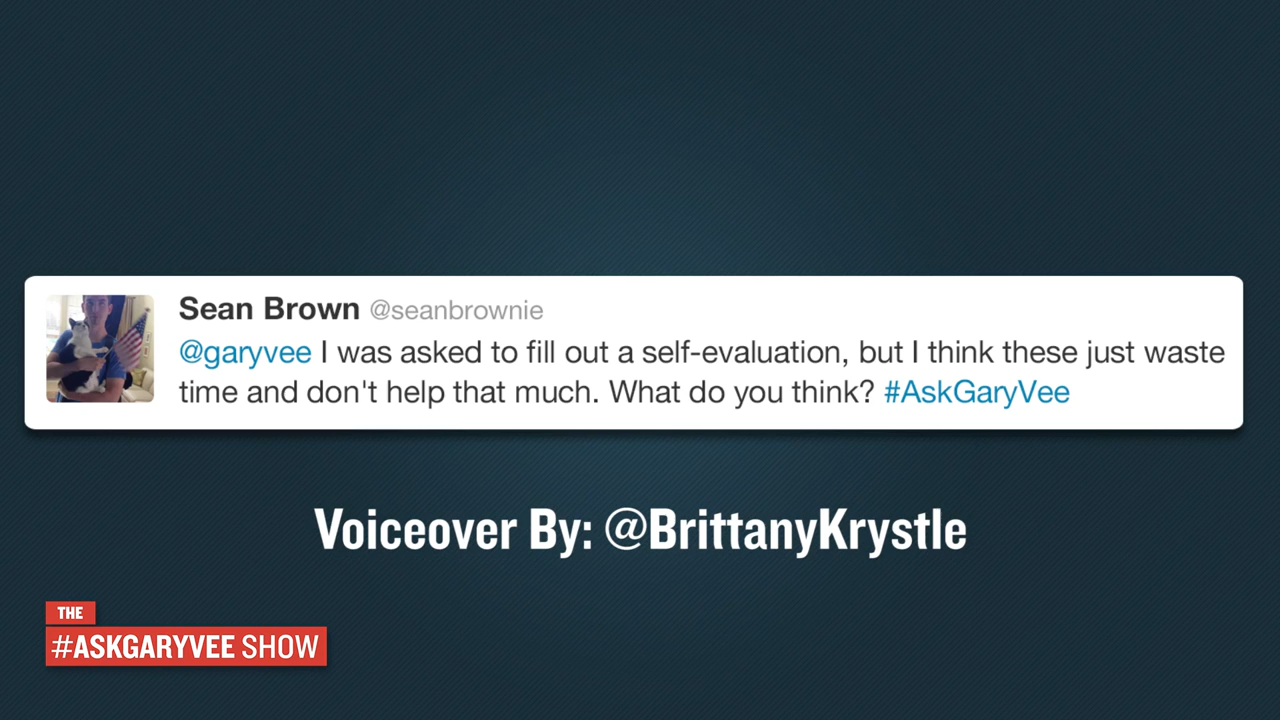 Sean Brown @seanbrownie
@garyvee I was asked to fill out a self-evaluation, but I think these just waste
time and don't help that much. What do you think? #AskGaryVee
Voiceover By: @BrittanyKrystle
THE
#ASKGARYVEE SHOW